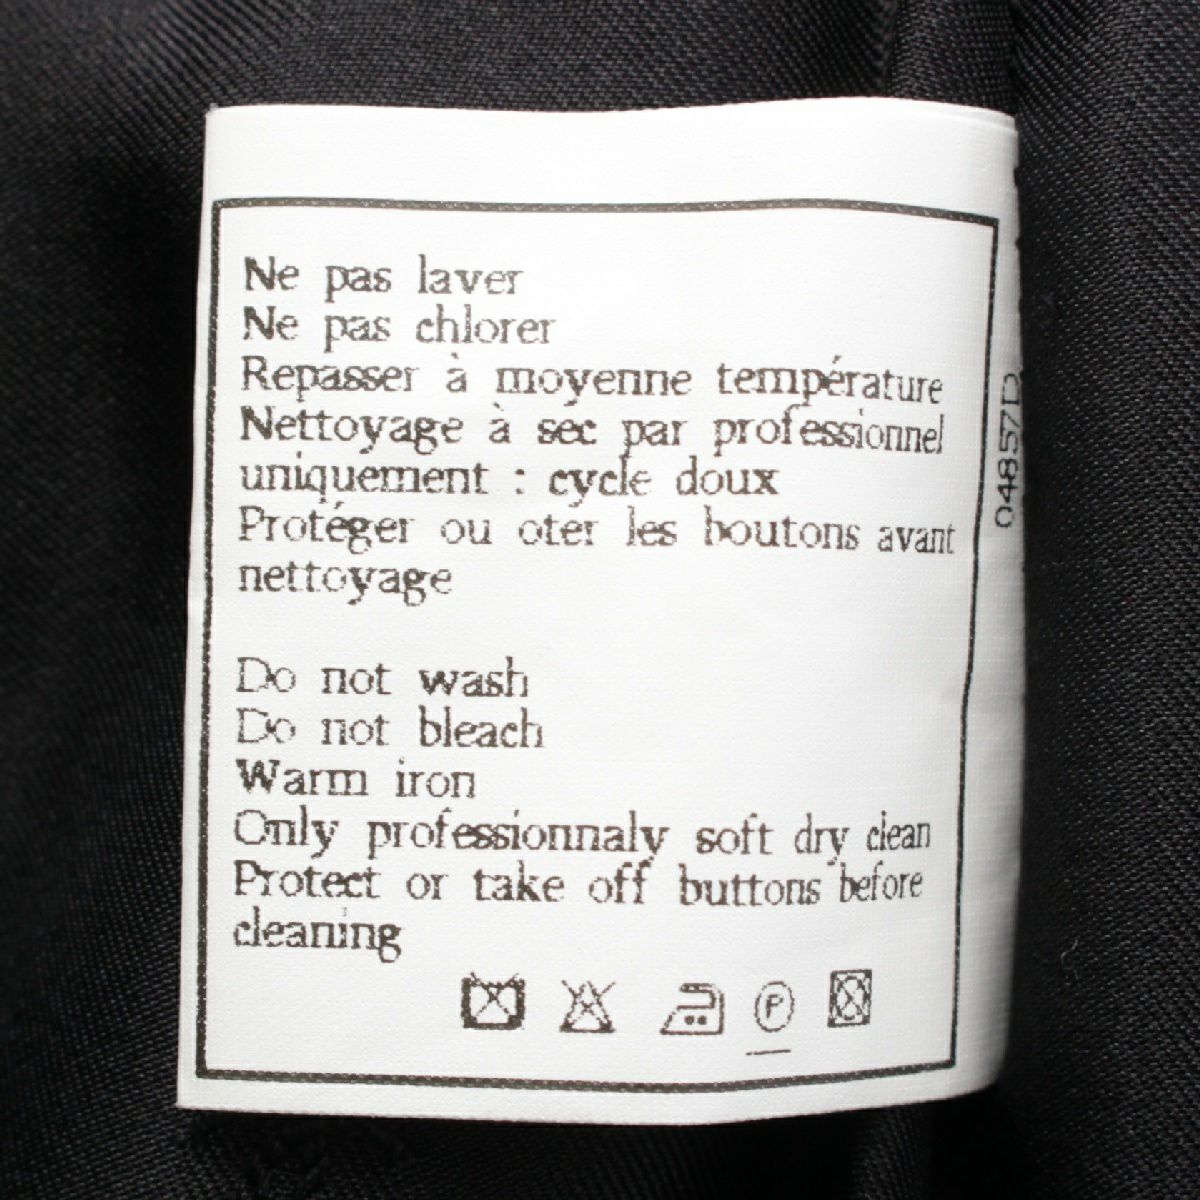 Ne pas laver
Ne pas chlorer
Repasser à moyenne température
Nettoyage à sec par professionnel
uniquement : cycle doux
Protéger ou oter les boutons avant
nettoyage
Do not wash
Do not bleach
Warm iron
Only professionnaly soft dry clean
Protect or take off buttons before
cleaning
P
04857D